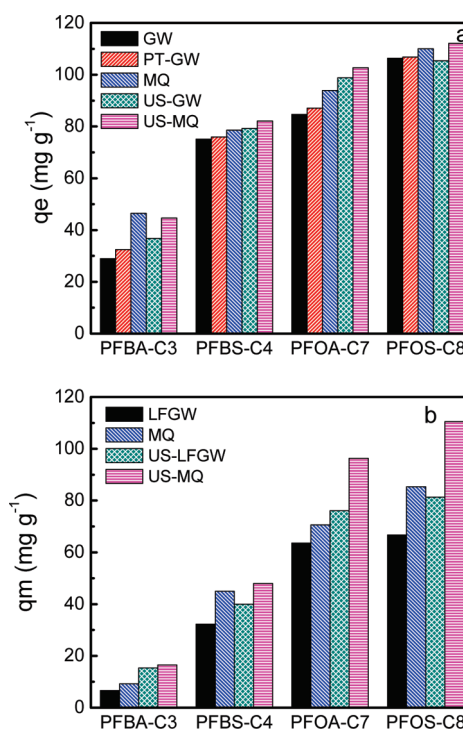 120
100
80
60
40
20
0
qe (mg g⁻¹)
GW
PT-GW
MQ
US-GW
US-MQ
a
PFBA-C3 PFBS-C4 PFOA-C7 PFOS-C8
120
100
80
60
40
20
0
qm (mg g⁻¹)
LFGW
MQ
US-LFGW
US-MQ
b
PFBA-C3 PFBS-C4 PFOA-C7 PFOS-C8